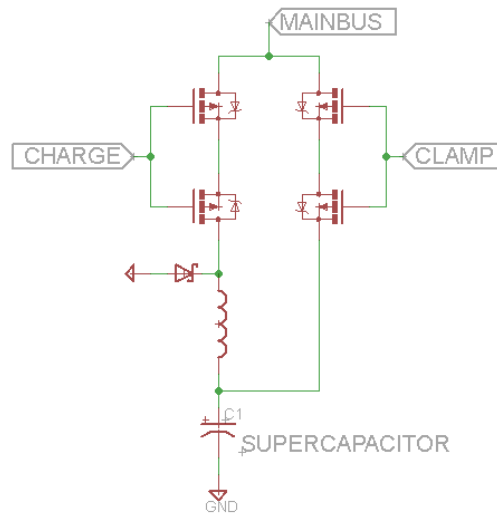 MAINBUS
CHARGE
CLAMP
C1
SUPERCAPACITOR
GND